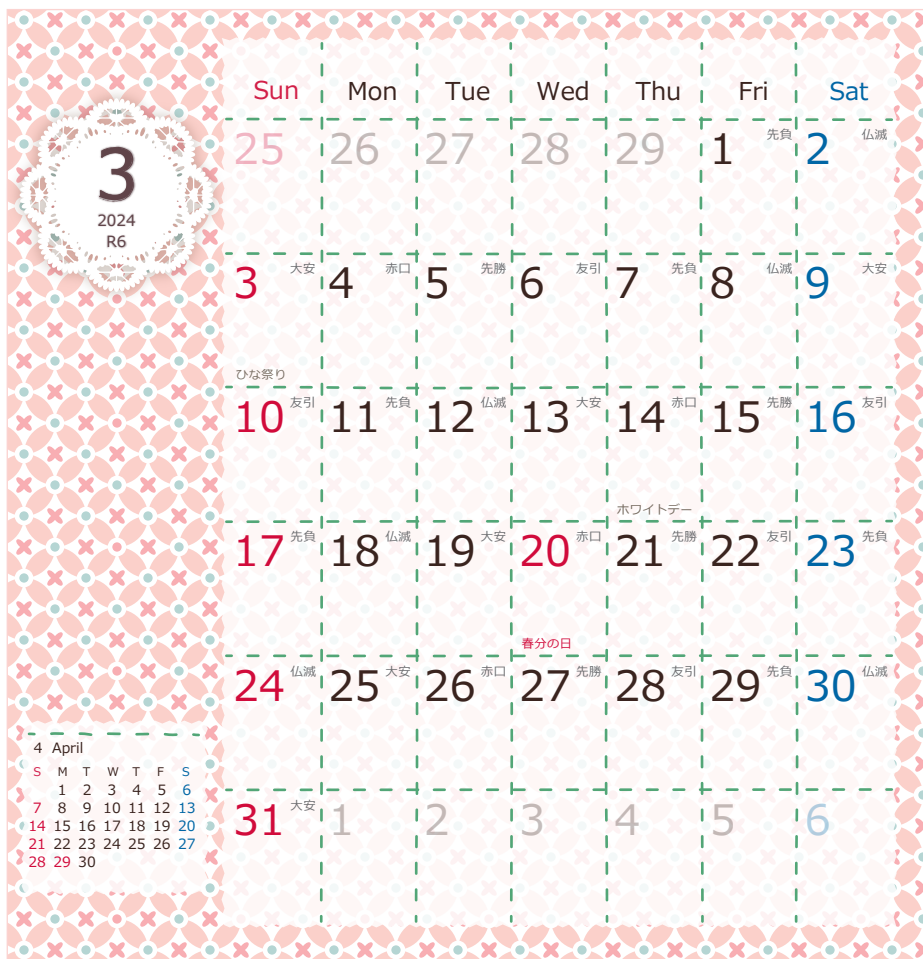 3
2024
R6
Sun Mon Tue Wed Thu Fri Sat
25 26 27 28 29 1 先負 2 仏滅
3 大安 4 赤口 5 先勝 6 友引 7 先負 8 仏滅 9 大安
ひな祭り
10 友引 11 先負 12 仏滅 13 大安 14 赤口 15 先勝 16 友引
ホワイトデー
17 先負 18 仏滅 19 大安 20 赤口 21 先勝 22 友引 23 先負
春分の日
24 仏滅 25 大安 26 赤口 27 先勝 28 友引 29 先負 30 仏滅
31 大安 1 2 3 4 5 6
4 April
S M T W T F S
1 2 3 4 5 6
7 8 9 10 11 12 13
14 15 16 17 18 19 20
21 22 23 24 25 26 27
28 29 30